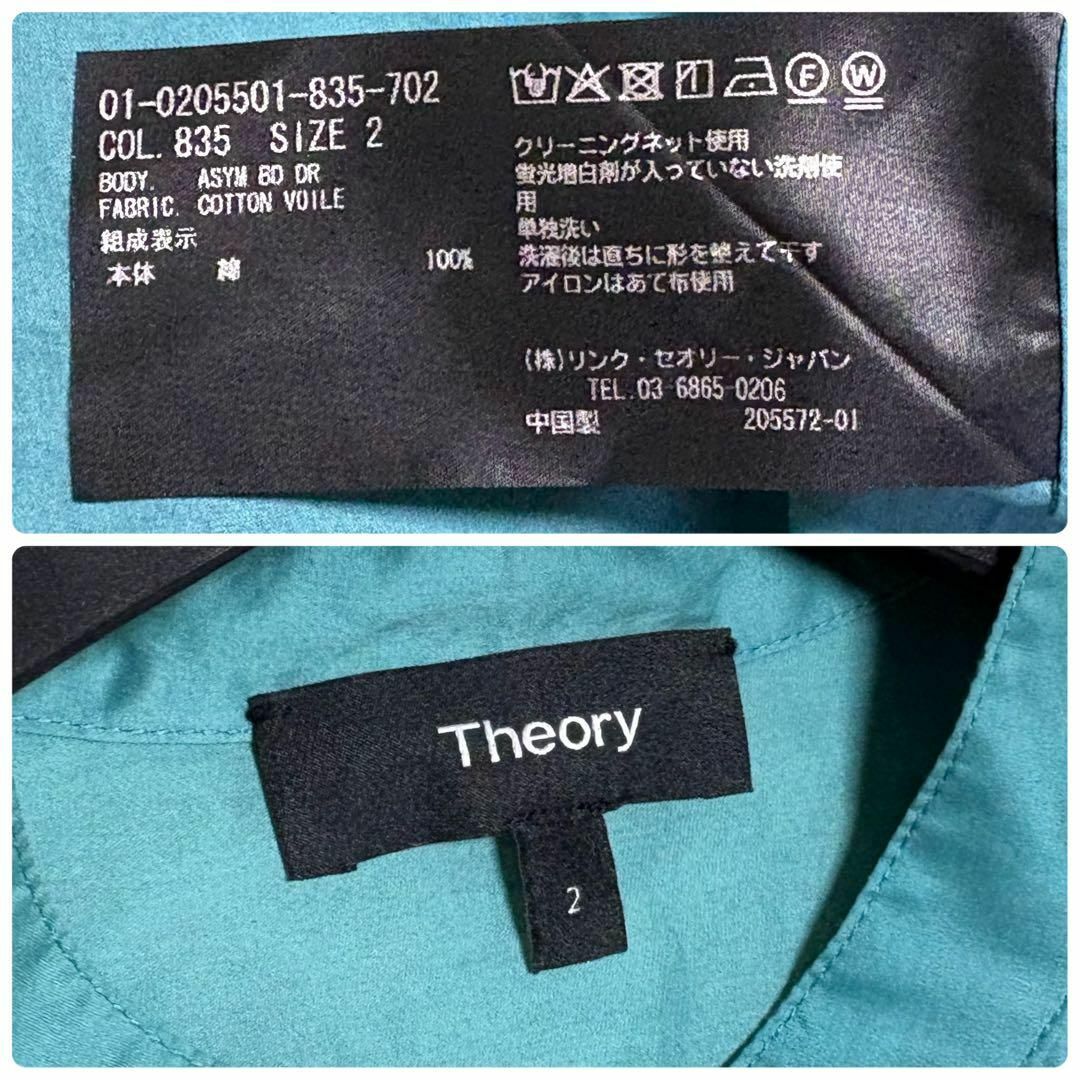 01-0205501-835-702
COL. 835 SIZE 2
BODY. ASYM BD DR
FABRIC. COTTON VOILE
組成表示
本体 綿 100%
F W
クリーニングネット使用
蛍光増白剤が入っていない洗剤使
用
単独洗い
洗濯後は直ちに形を整えて干す
アイロンはあて布使用
(株)リンク・セオリー・ジャパン
TEL.03-6865-0206
中国製 205572-01
Theory
2